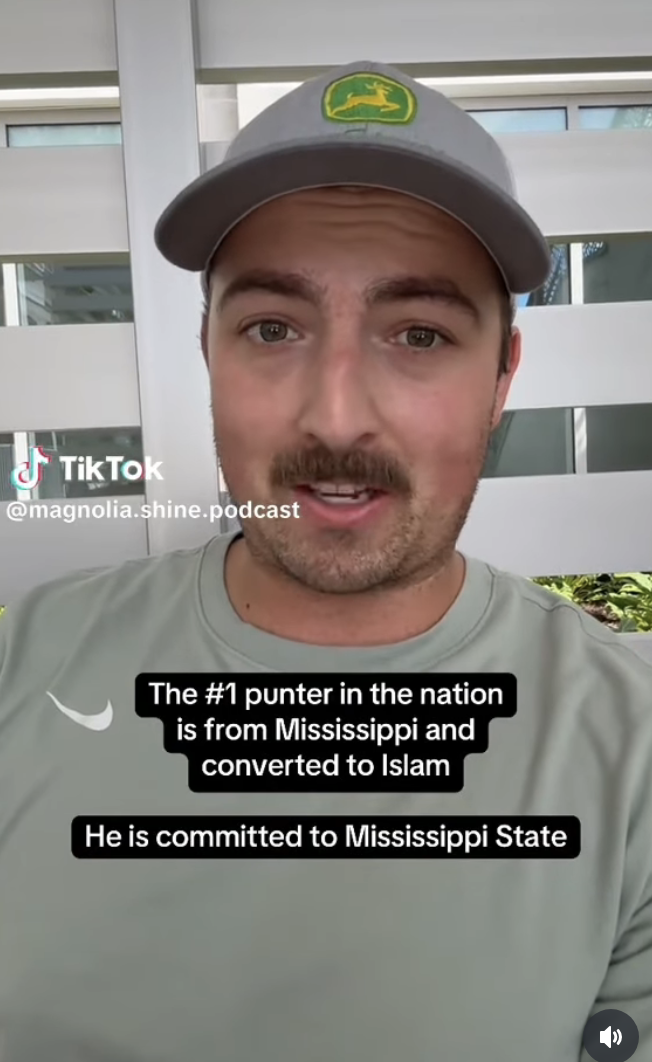 TikTok
@magnolia.shine.podcast
The #1 punter in the nation
is from Mississippi and
converted to Islam
He is committed to Mississippi State